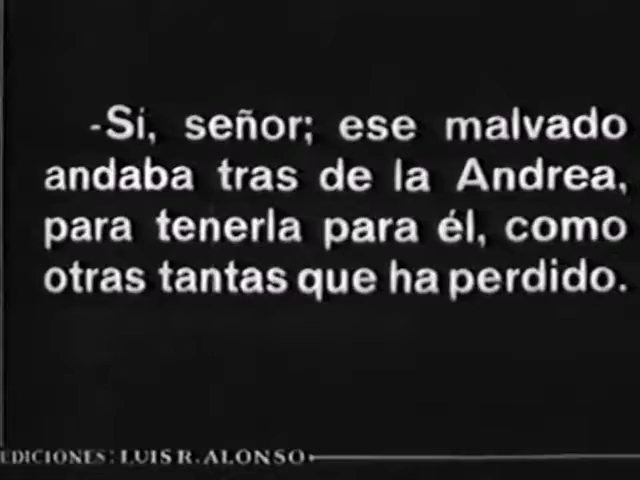 -Sí, señor; ese malvado
andaba tras de la Andrea,
para tenerla para él, como
otras tantas que ha perdido.
EDICIONES: LUIS R. ALONSO